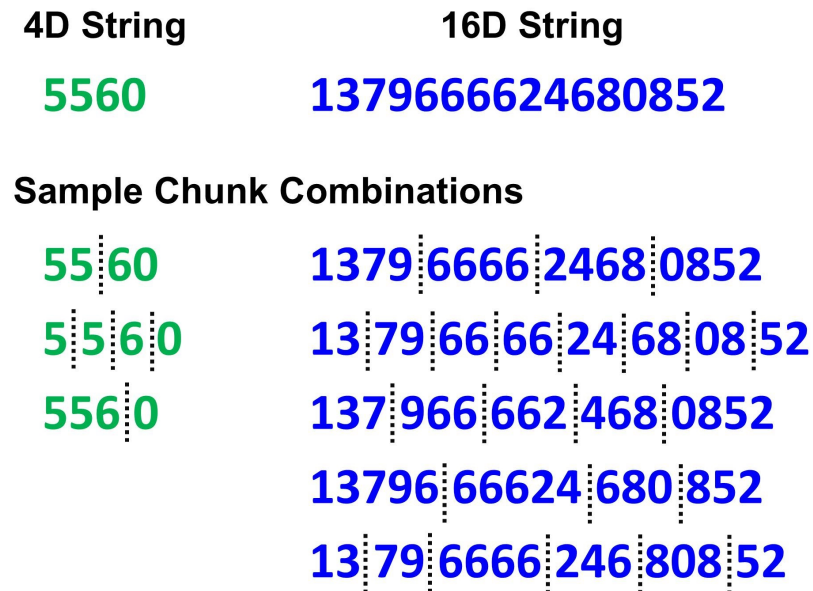 4D String 16D String
5560 1379666624680852
Sample Chunk Combinations
55 60 1379 6666 2468 0852
5 5 6 0 13 79 66 66 24 68 08 52
556 0 137 966 662 468 0852
13796 66624 680 852
13 79 6666 246 808 52